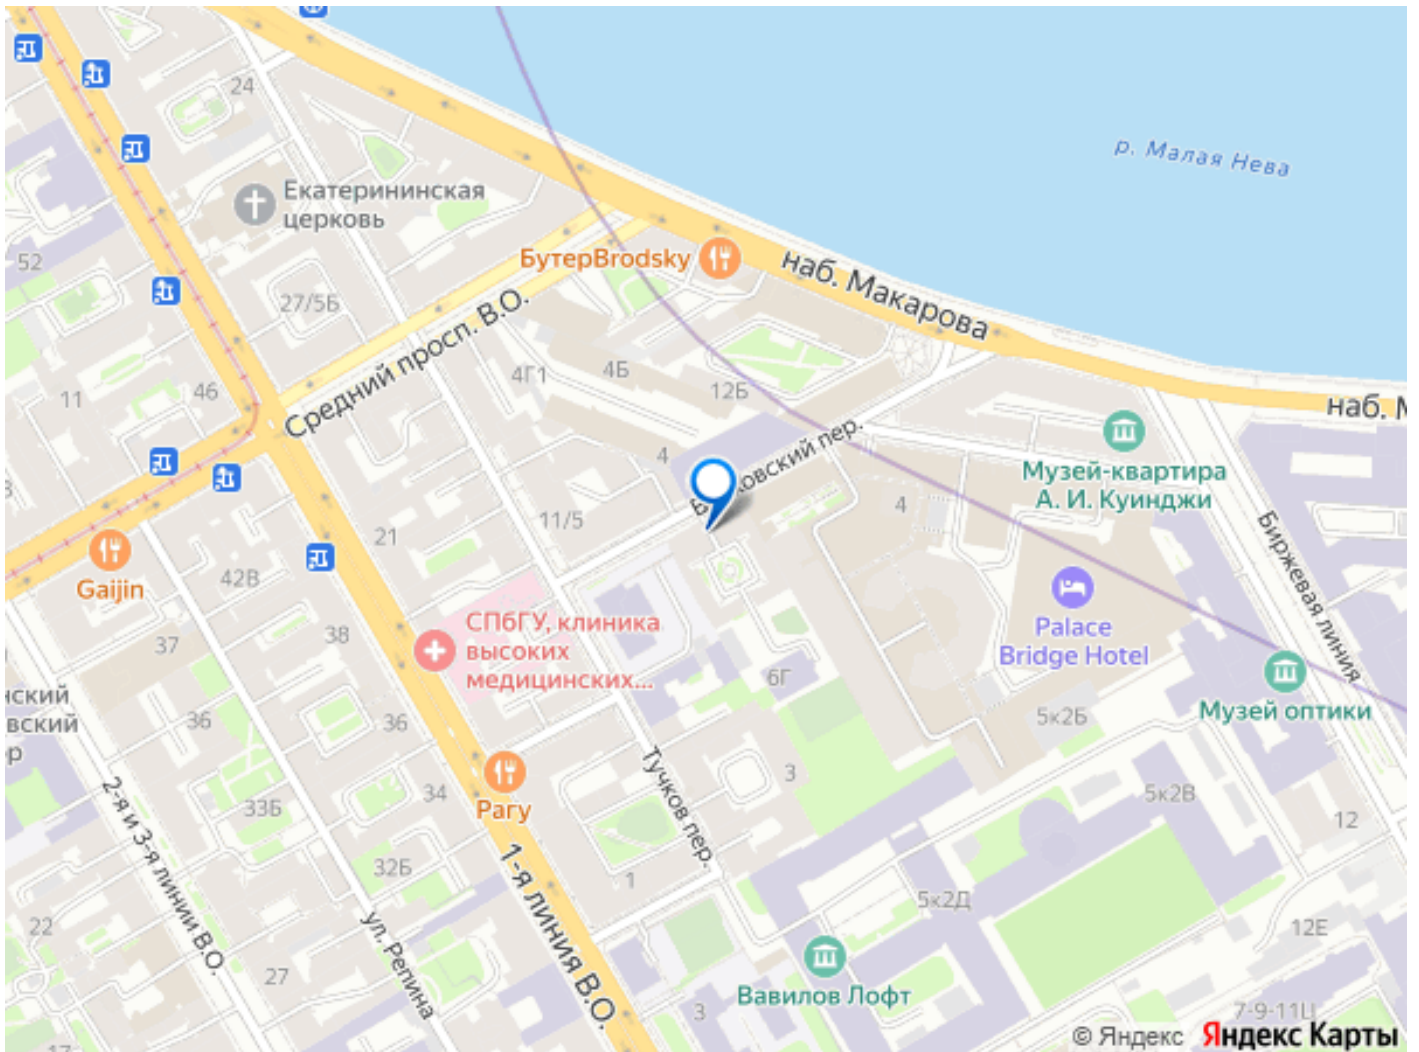 24
р. Малая Нева
Екатерининская
церковь
52
БутерBrodsky
наб. Макарова
27/5Б
Средний просп. В.О.
4Г1
4Б
12Б
11
46
наб. М
4
ковский пер.
Музей-квартира
А. И. Куинджи
4
11/5
21
Биржевая линия
Gaijin
42В
СПбГУ, клиника
высоких
медицинских...
38
37
Palace
Bridge Hotel
6Г
Музей оптики
нский
вский
р
36
36
5к2Б
2-я и 3-я линии В.О.
33Б
34
Рагу
Тучков пер.
3
5к2В
12
32Б
1
1-я линия В.О.
5к2Д
22
ул. Репина
12Е
27
Вавилов Лофт
3
7-9-11Ц
17
© Яндекс Яндекс Карты